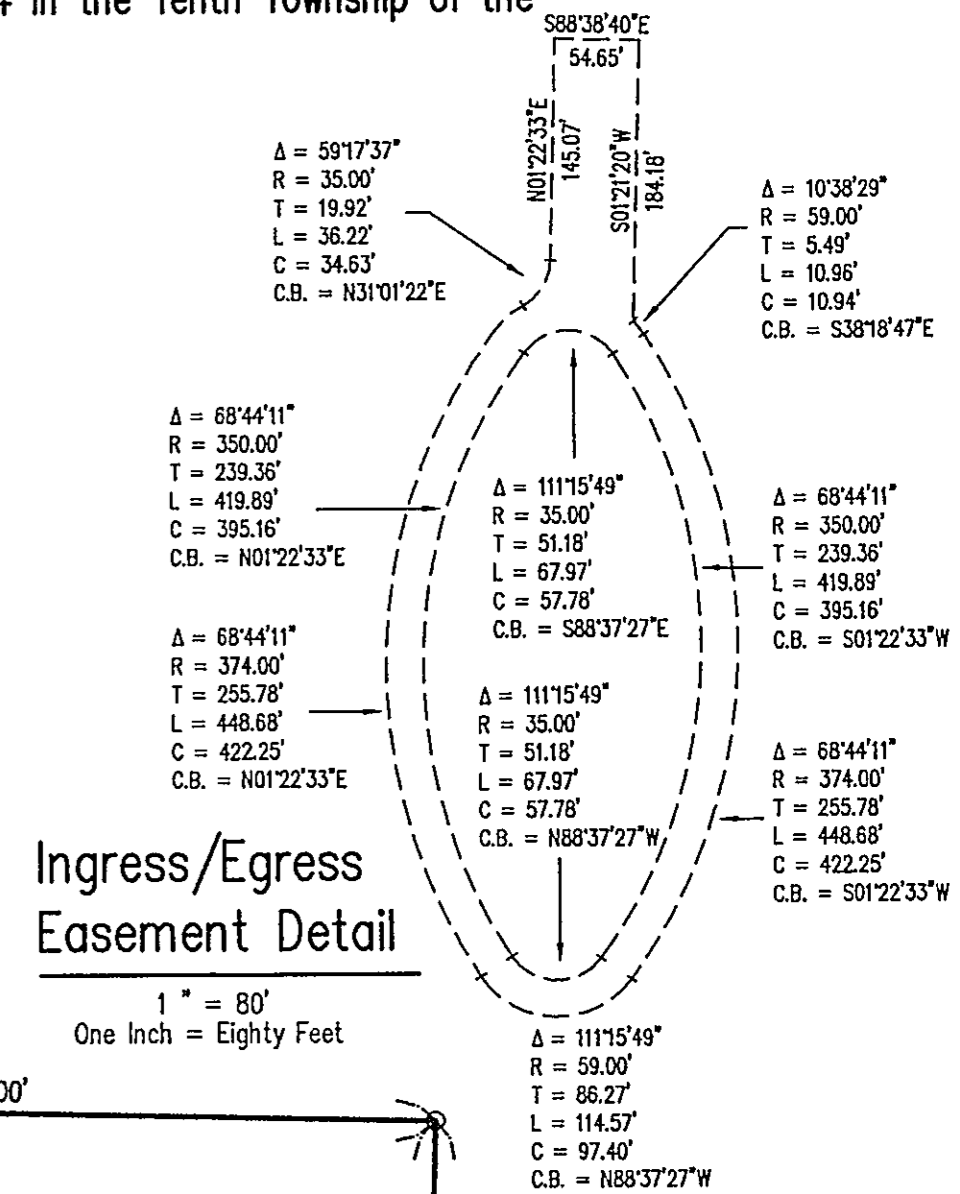 in the Tenth Township of the
S88°38'40"E
54.65'
N01°22'33"E
145.07'
S01°21'20"W
184.18'
Δ = 59°17'37"
R = 35.00'
T = 19.92'
L = 36.22'
C = 34.63'
C.B. = N31°01'22"E
Δ = 10°38'29"
R = 59.00'
T = 5.49'
L = 10.96'
C = 10.94'
C.B. = S38°18'47"E
Δ = 68°44'11"
R = 350.00'
T = 239.36'
L = 419.89'
C = 395.16'
C.B. = N01°22'33"E
Δ = 111°15'49"
R = 35.00'
T = 51.18'
L = 67.97'
C = 57.78'
C.B. = S88°37'27"E
Δ = 68°44'11"
R = 350.00'
T = 239.36'
L = 419.89'
C = 395.16'
C.B. = S01°22'33"W
Δ = 68°44'11"
R = 374.00'
T = 255.78'
L = 448.68'
C = 422.25'
C.B. = N01°22'33"E
Δ = 111°15'49"
R = 35.00'
T = 51.18'
L = 67.97'
C = 57.78'
C.B. = N88°37'27"W
Δ = 68°44'11"
R = 374.00'
T = 255.78'
L = 448.68'
C = 422.25'
C.B. = S01°22'33"W
Ingress/Egress
Easement Detail
1 " = 80'
One Inch = Eighty Feet
00'
Δ = 111°15'49"
R = 59.00'
T = 86.27'
L = 114.57'
C = 97.40'
C.B. = N88°37'27"W